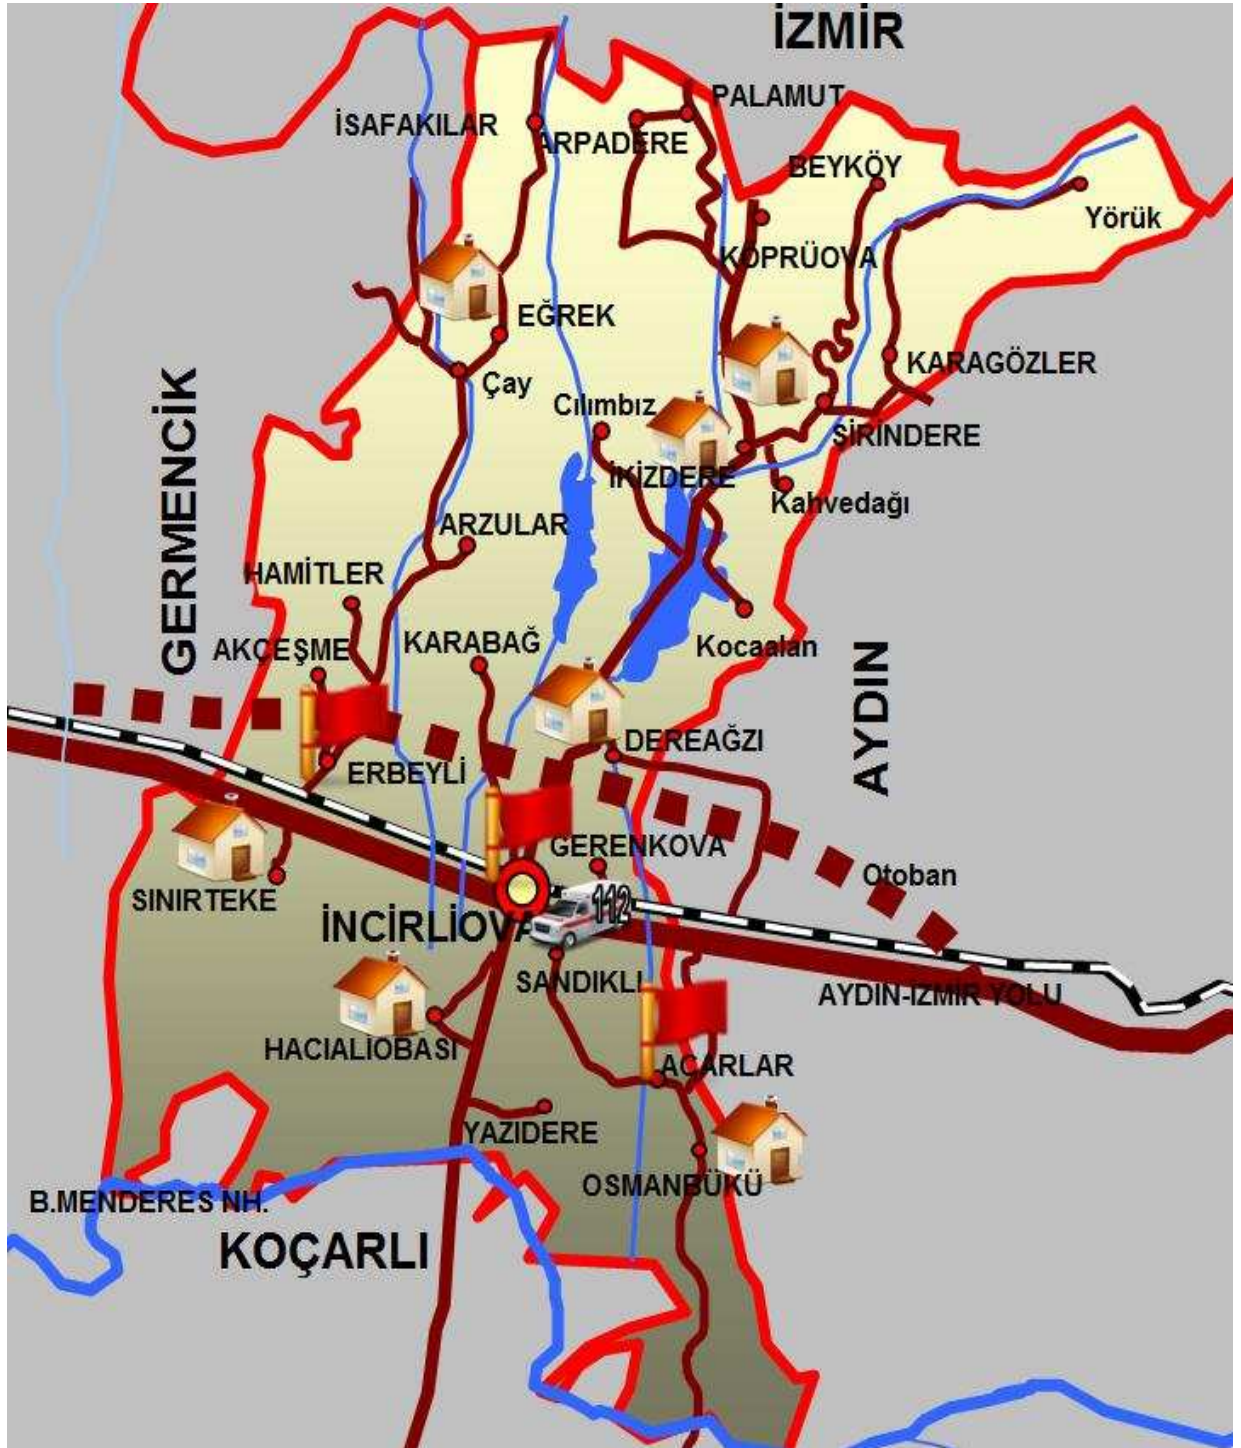 İZMİR
PALAMUT
İSAFAKILAR
ARPADERE
BEYKÖY
Yörük
KÖPRÜOVA
EĞREK
KARAGÖZLER
Çay
Cılımbız
GERMENCİK
ŞİRİNDERE
İKİZDERE
Kahvedağı
ARZULAR
HAMİTLER
KARABAĞ
AKÇEŞME
Kocaalan
AYDIN
DEREAĞZI
ERBEYLİ
GERENKOVA
Otoban
SINIRTEKE
112
İNCİRLİOVA
SANDIKLI
AYDIN-IZMİR YOLU
HACIALİOBASI
ACARLAR
YAZIDERE
OSMANBÜKÜ
B.MENDERES NH.
KOÇARLI